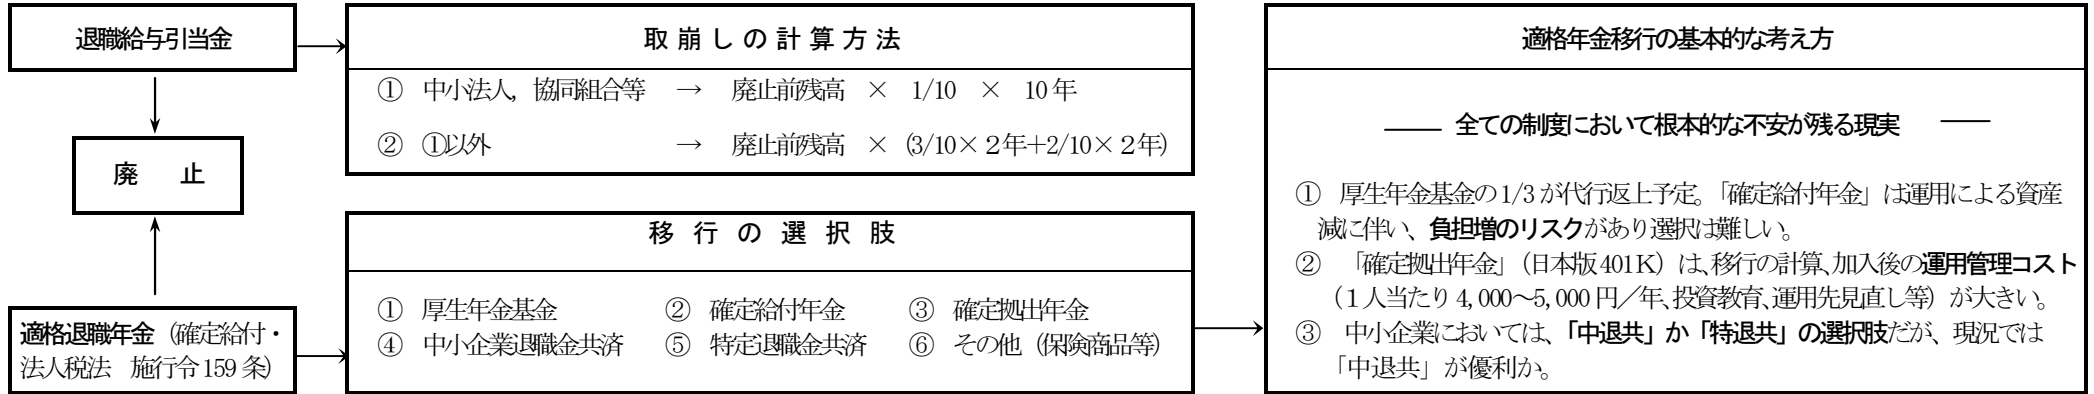 退職給与引当金
廃　止
適格退職年金（確定給付・
法人税法　施行令159条）
取崩しの計算方法
①　中小法人，協同組合等　→　廃止前残高　×　1/10　×　10年
②　①以外　→　廃止前残高　×　(3/10×２年＋2/10×２年)
移行の選択肢
①　厚生年金基金　②　確定給付年金　③　確定拠出年金
④　中小企業退職金共済　⑤　特定退職金共済　⑥　その他（保険商品等）
適格年金移行の基本的な考え方
―― 全ての制度において根本的な不安が残る現実 ――
①　厚生年金基金の1/3が代行返上予定。「確定給付年金」は運用による資産
減に伴い、負担増のリスクがあり選択は難しい。
②　「確定拠出年金」（日本版401K）は、移行の計算、加入後の運用管理コスト
（１人当たり4,000～5,000円／年、投資教育、運用先見直し等）が大きい。
③　中小企業においては、「中退共」か「特退共」の選択肢だが、現況では
「中退共」が優利か。